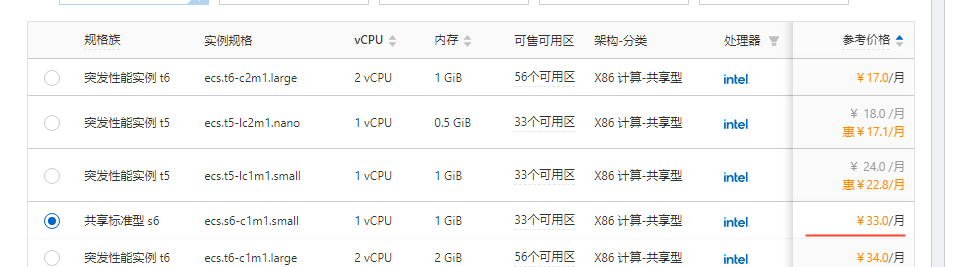 规格族 实例规格 vCPU 内存 可售可用区 架构-分类 处理器 参考价格
突发性能实例 t6 ecs.t6-c2m1.large 2 vCPU 1 GiB 56个可用区 X86 计算-共享型 intel ¥17.0/月
突发性能实例 t5 ecs.t5-lc2m1.nano 1 vCPU 0.5 GiB 33个可用区 X86 计算-共享型 intel ¥ 18.0 /月
惠¥17.1/月
突发性能实例 t5 ecs.t5-lc1m1.small 1 vCPU 1 GiB 33个可用区 X86 计算-共享型 intel ¥ 24.0 /月
惠¥22.8/月
共享标准型 s6 ecs.s6-c1m1.small 1 vCPU 1 GiB 33个可用区 X86 计算-共享型 intel ¥33.0/月
突发性能实例 t6 ecs.t6-c1m1.large 2 vCPU 2 GiB 56个可用区 X86 计算-共享型 intel ¥34.0/月